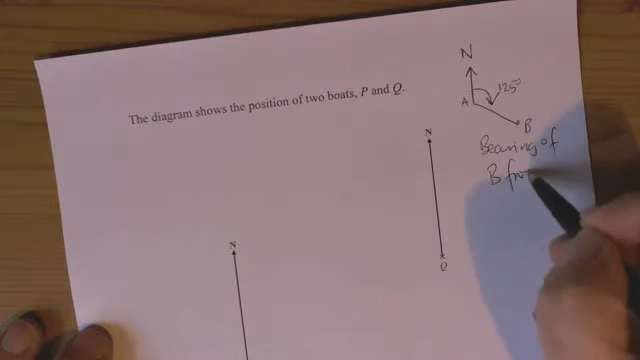 N
The diagram shows the position of two boats, P and Q.
125°
A
B
N
Bearing of
B fro
N
Q